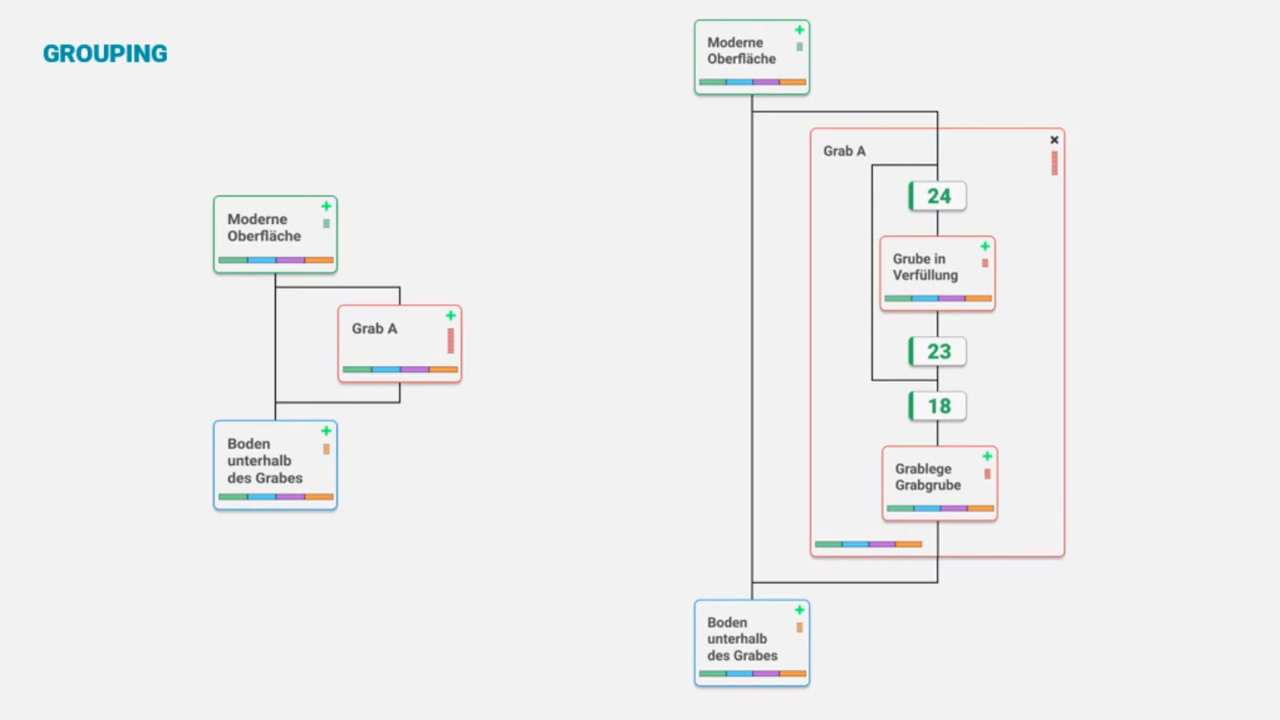 GROUPING
Moderne
Oberfläche
Grab A
Boden
unterhalb
des Grabes
Moderne
Oberfläche
Grab A
24
Grube in
Verfüllung
23
18
Grablege
Grabgrube
Boden
unterhalb
des Grabes